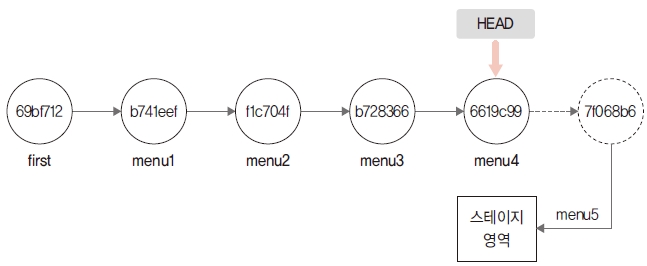 HEAD
69bf712
b741eef
f1c704f
b728366
6619c99
7f068b6
first
menu1
menu2
menu3
menu4
스테이지
영역
menu5